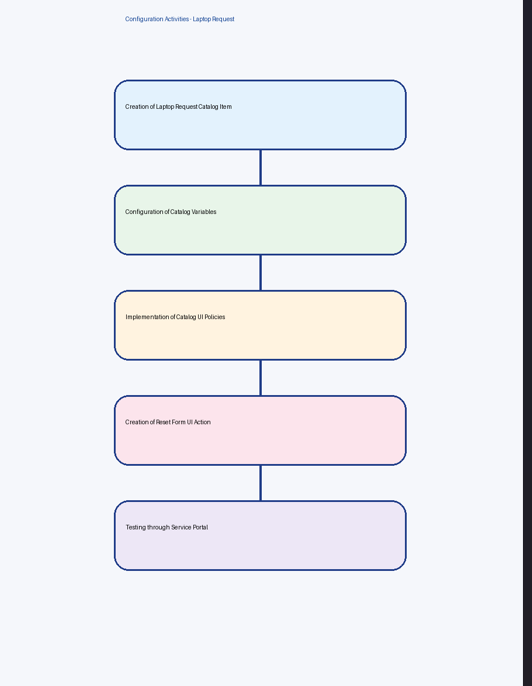 Configuration Activities - Laptop Request
Creation of Laptop Request Catalog Item
Configuration of Catalog Variables
Implementation of Catalog UI Policies
Creation of Reset Form UI Action
Testing through Service Portal